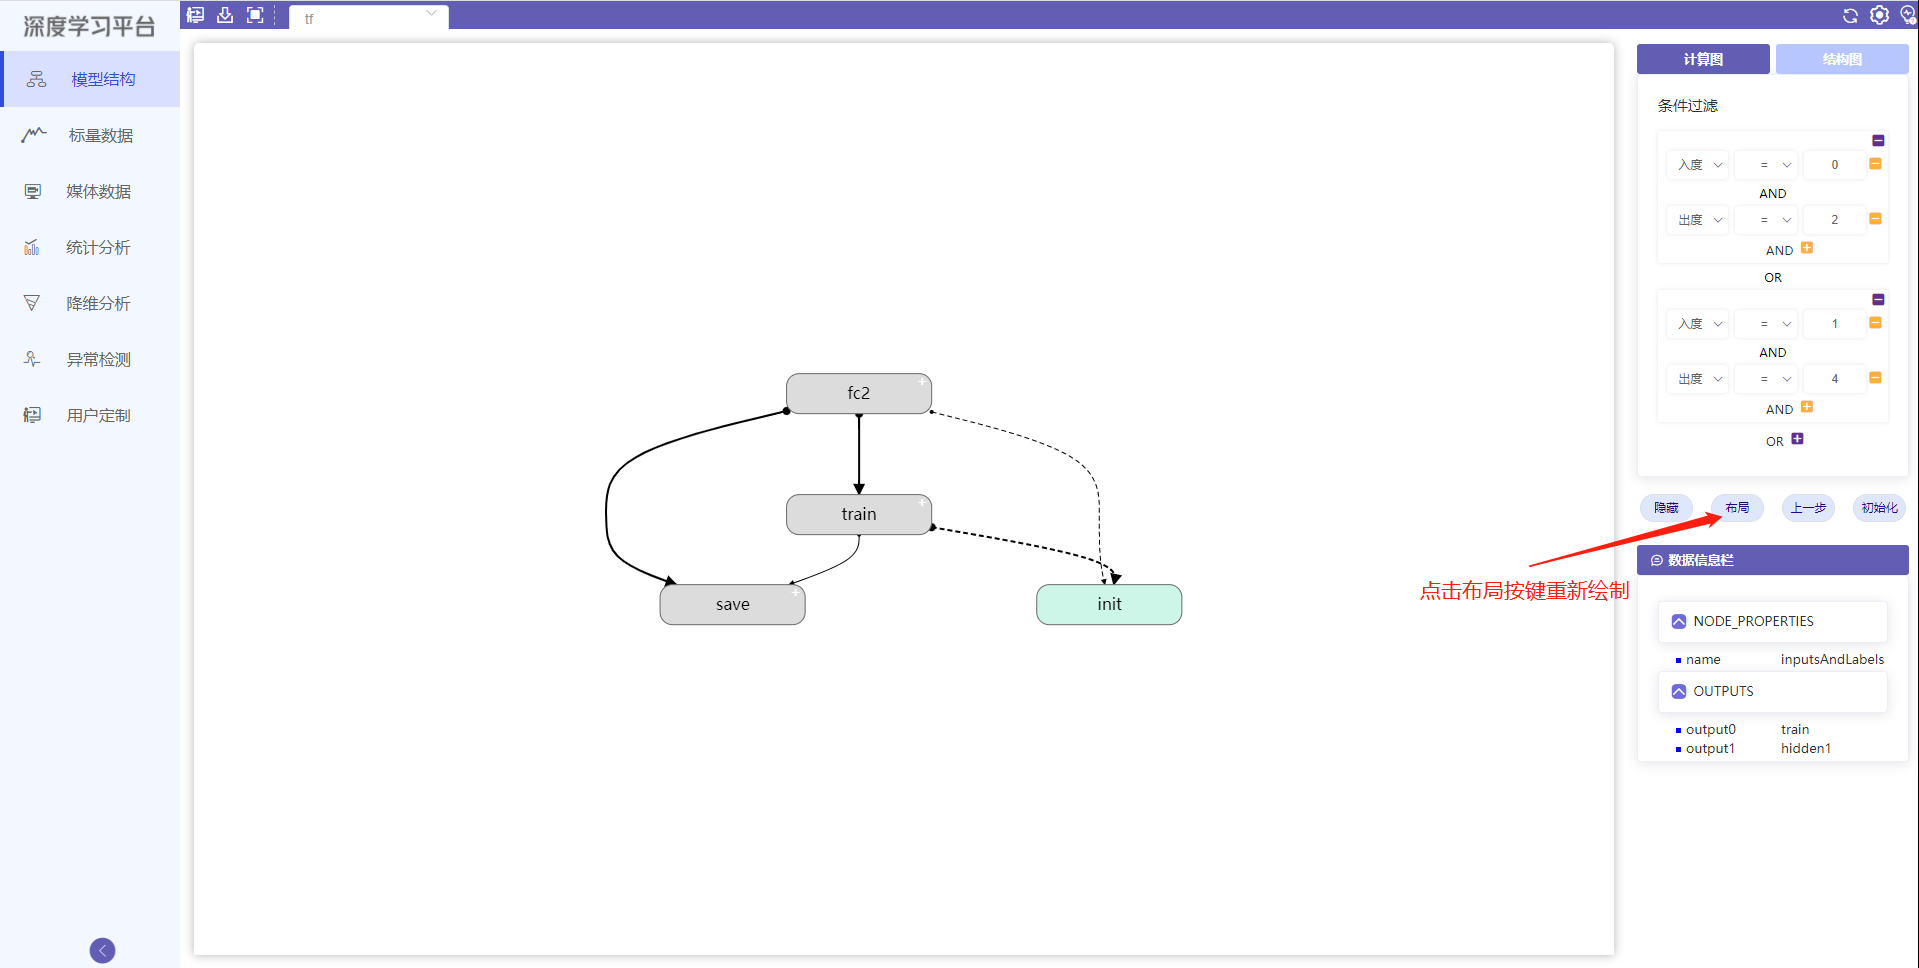 深度学习平台
tf
模型结构
标量数据
媒体数据
统计分析
降维分析
异常检测
用户定制
fc2
train
save
init
计算图 结构图
条件过滤
入度 = 0
AND
出度 = 2
AND
OR
入度 = 1
AND
出度 = 4
AND
OR
隐藏 布局 上一步 初始化
点击布局按键重新绘制
数据信息栏
NODE_PROPERTIES
name inputsAndLabels
OUTPUTS
output0 train
output1 hidden1